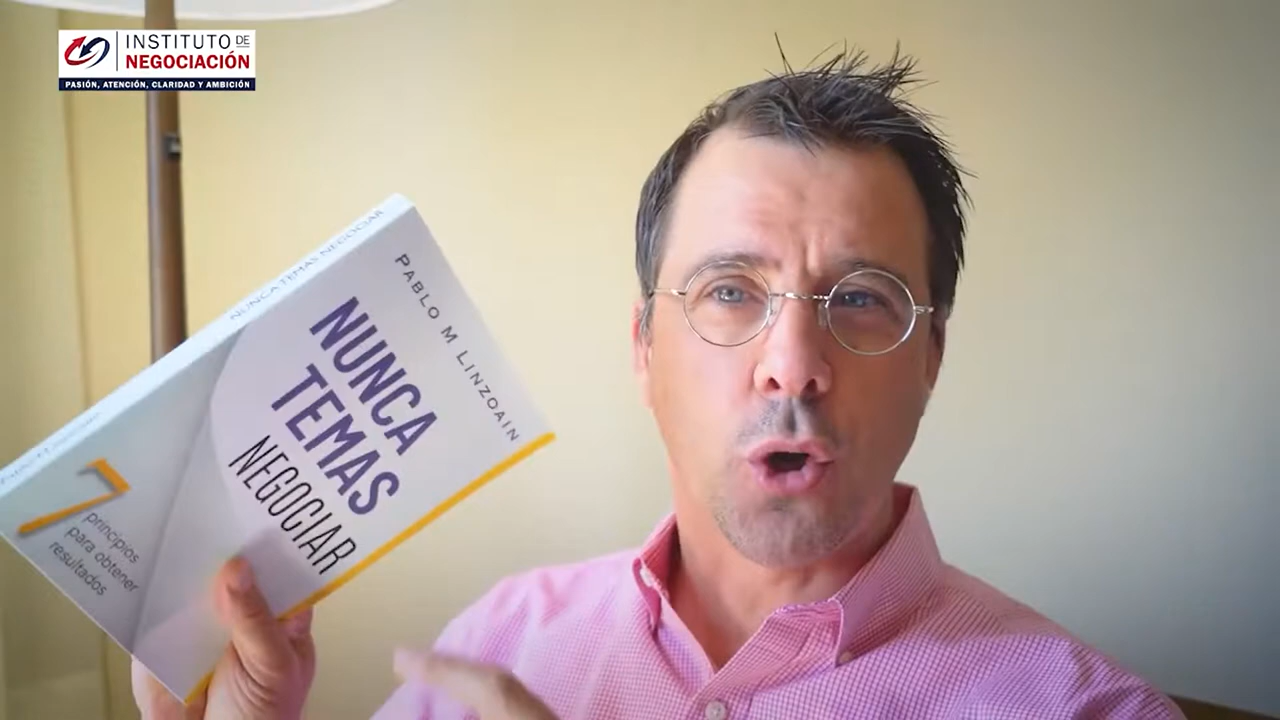 INSTITUTO DE
NEGOCIACIÓN
PASIÓN, ATENCIÓN, CLARIDAD Y AMBICIÓN
NUNCA TEMAS NEGOCIAR
PABLO M LINZOAIN
NUNCA
TEMAS
NEGOCIAR
7
principios
para obtener
resultados